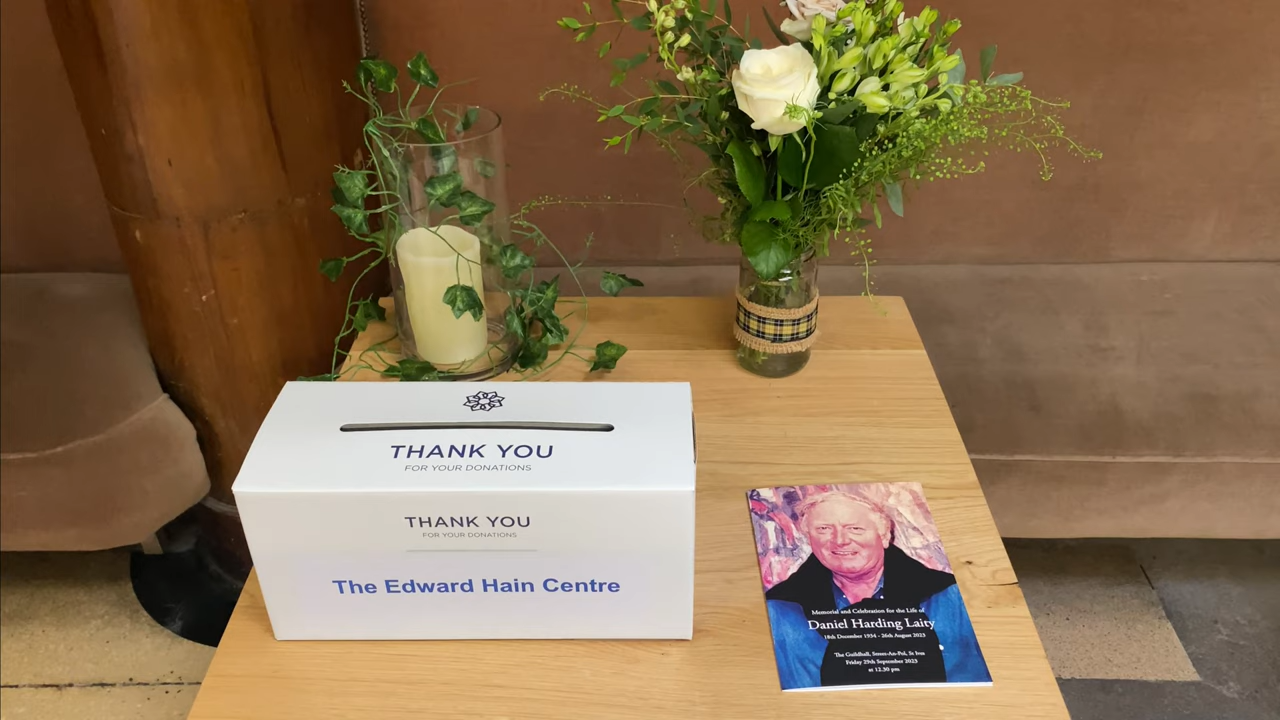 THANK YOU
FOR YOUR DONATIONS
THANK YOU
FOR YOUR DONATIONS
The Edward Hain Centre
Memorial and Celebration for the Life of
Daniel Harding Laity
18th December 1934 - 26th August 2023
The Guildhall, Street-An-Pol, St Ives
Friday 29th September 2023
at 12.30 pm